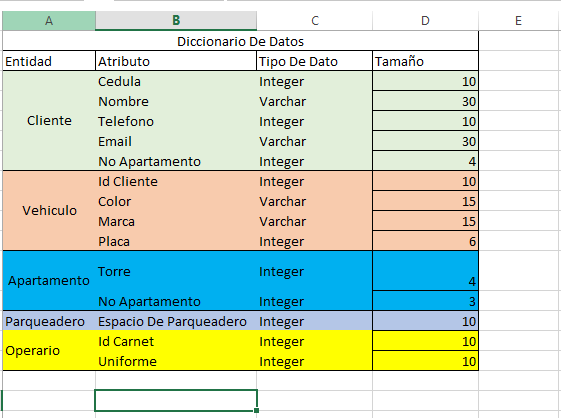 A B C D E
Diccionario De Datos
Entidad Atributo Tipo De Dato Tamaño
Cedula Integer 10
Nombre Varchar 30
Cliente Telefono Integer 10
Email Varchar 30
No Apartamento Integer 4
Id Cliente Integer 10
Vehiculo Color Varchar 15
Marca Varchar 15
Placa Integer 6
Apartamento Torre Integer 4
No Apartamento Integer 3
Parqueadero Espacio De Parqueadero Integer 10
Operario Id Carnet Integer 10
Uniforme Integer 10